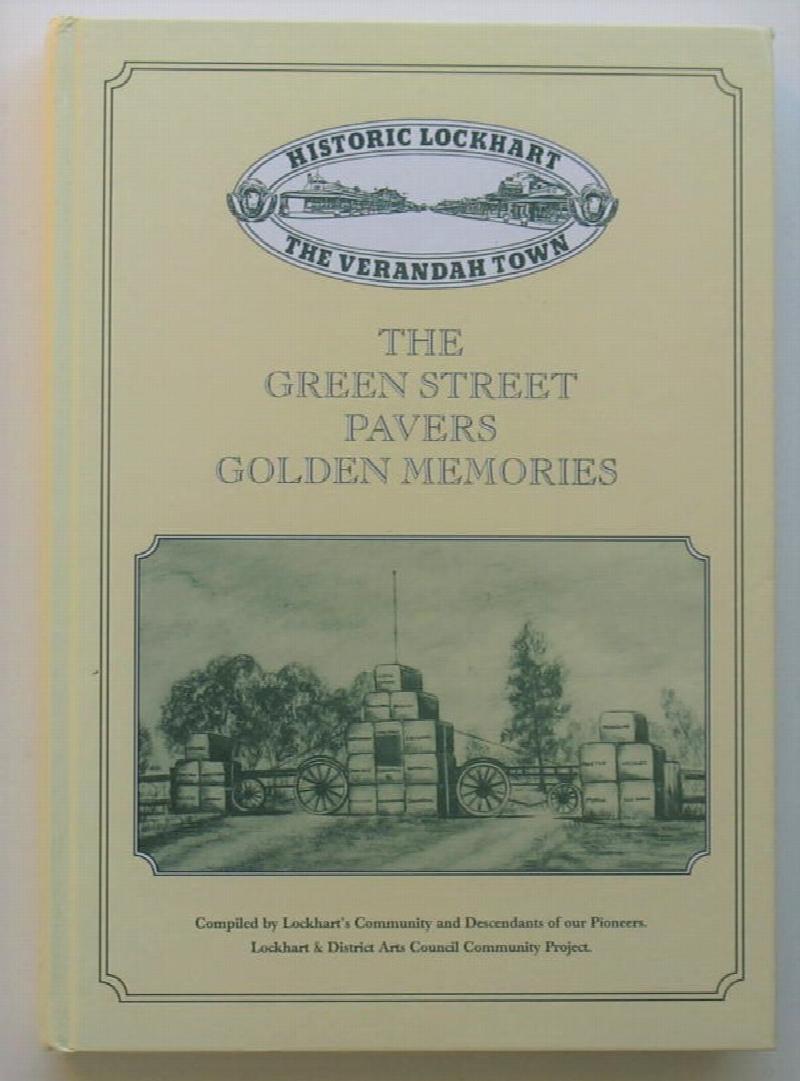 HISTORIC LOCKHART
THE VERANDAH TOWN
THE
GREEN STREET
PAVERS
GOLDEN MEMORIES
Compiled by Lockhart's Community and Descendants of our Pioneers.
Lockhart & District Arts Council Community Project.